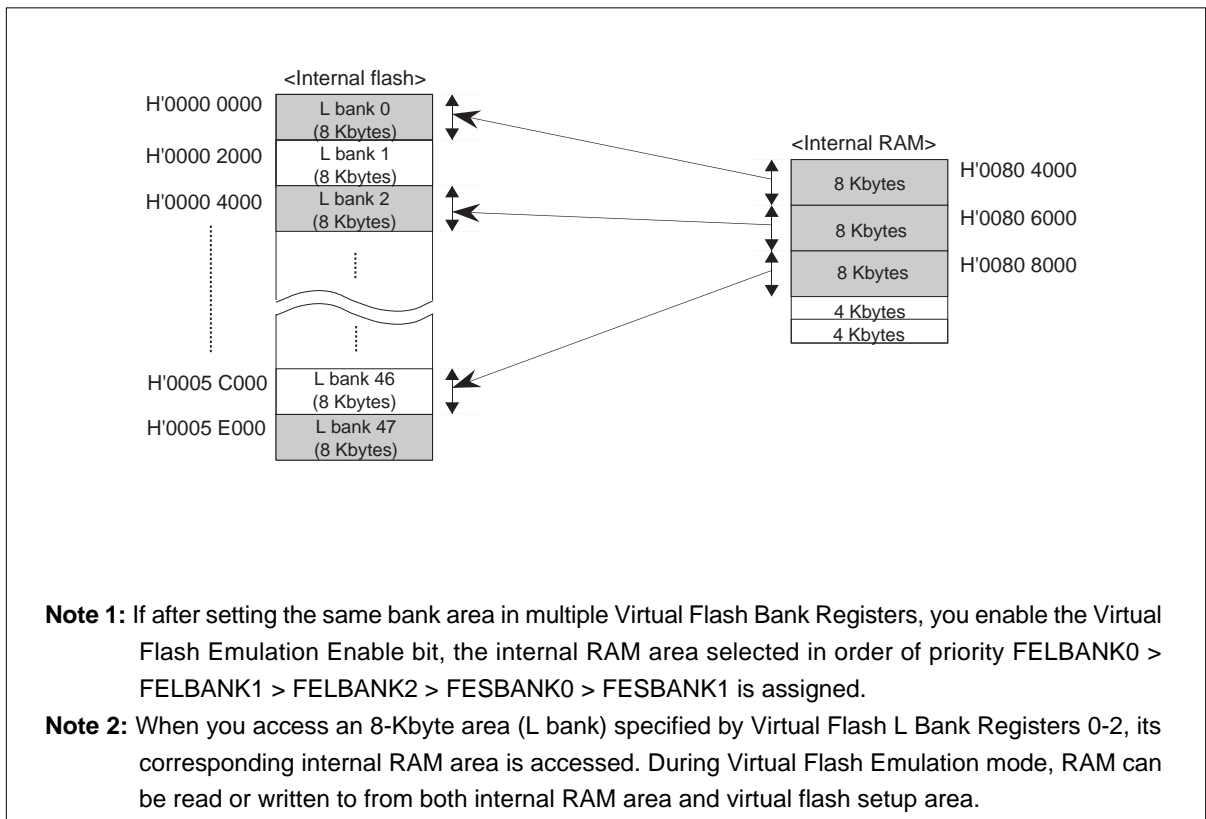 <Internal flash>
H'0000 0000
L bank 0
(8 Kbytes)
H'0000 2000
L bank 1
(8 Kbytes)
H'0000 4000
L bank 2
(8 Kbytes)
H'0005 C000
L bank 46
(8 Kbytes)
H'0005 E000
L bank 47
(8 Kbytes)
<Internal RAM>
8 Kbytes
H'0080 4000
8 Kbytes
H'0080 6000
8 Kbytes
H'0080 8000
4 Kbytes
4 Kbytes
Note 1: If after setting the same bank area in multiple Virtual Flash Bank Registers, you enable the Virtual
Flash Emulation Enable bit, the internal RAM area selected in order of priority FELBANK0 >
FELBANK1 > FELBANK2 > FESBANK0 > FESBANK1 is assigned.
Note 2: When you access an 8-Kbyte area (L bank) specified by Virtual Flash L Bank Registers 0-2, its
corresponding internal RAM area is accessed. During Virtual Flash Emulation mode, RAM can
be read or written to from both internal RAM area and virtual flash setup area.